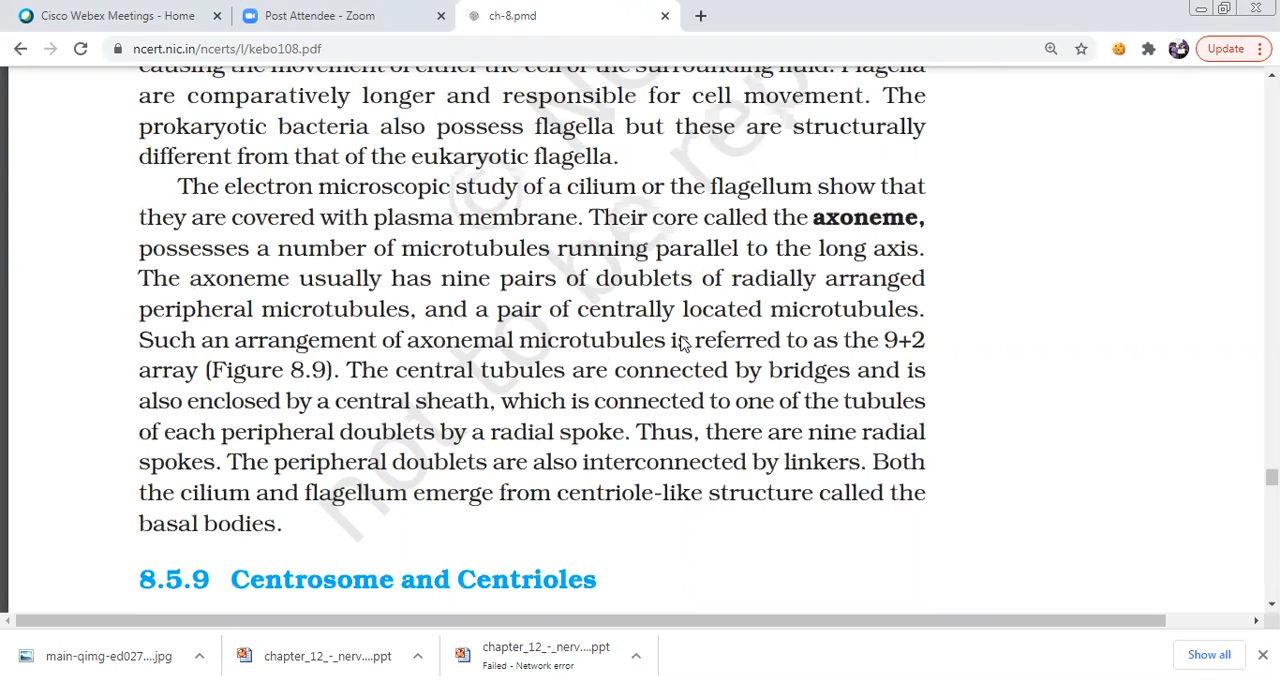 Cisco Webex Meetings - Home
Post Attendee - Zoom
ch-8.pmd
ncert.nic.in/ncerts/l/kebo108.pdf
Update
causing the movement of either the cell or the surrounding fluid. Flagella
are comparatively longer and responsible for cell movement. The
prokaryotic bacteria also possess flagella but these are structurally
different from that of the eukaryotic flagella.
The electron microscopic study of a cilium or the flagellum show that
they are covered with plasma membrane. Their core called the axoneme,
possesses a number of microtubules running parallel to the long axis.
The axoneme usually has nine pairs of doublets of radially arranged
peripheral microtubules, and a pair of centrally located microtubules.
Such an arrangement of axonemal microtubules is referred to as the 9+2
array (Figure 8.9). The central tubules are connected by bridges and is
also enclosed by a central sheath, which is connected to one of the tubules
of each peripheral doublets by a radial spoke. Thus, there are nine radial
spokes. The peripheral doublets are also interconnected by linkers. Both
the cilium and flagellum emerge from centriole-like structure called the
basal bodies.
8.5.9 Centrosome and Centrioles
© N
not to be rep
main-qimg-ed027....jpg
chapter_12_-_nerv....ppt
chapter_12_-_nerv....ppt
Failed - Network error
Show all